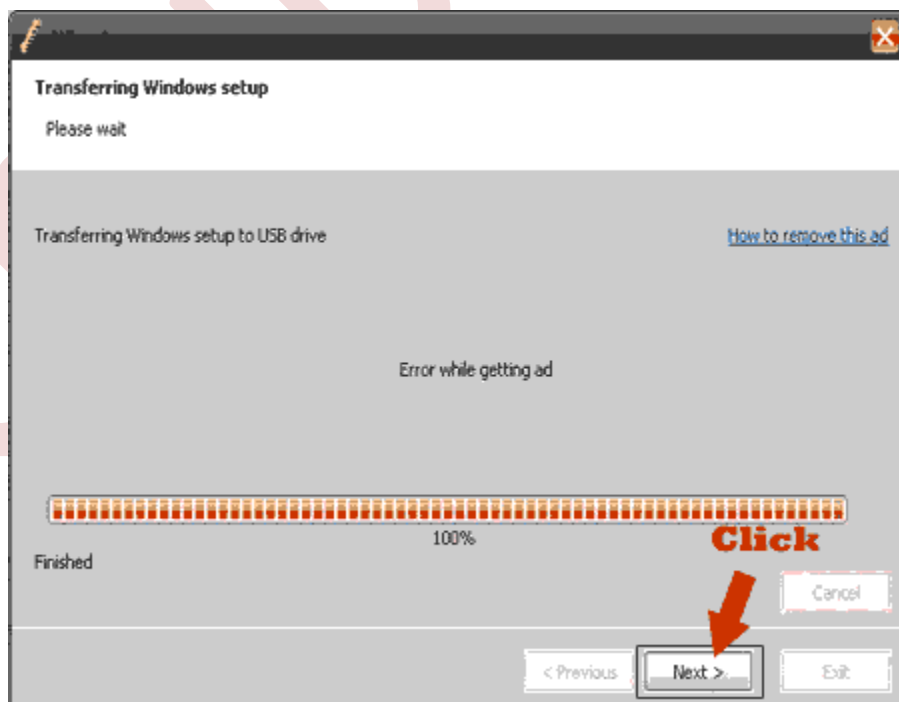 Transferring Windows setup
Please wait
Transferring Windows setup to USB drive
How to remove this ad
Error while getting ad
100%
Click
Finished
Cancel
< Previous
Next >
Exit